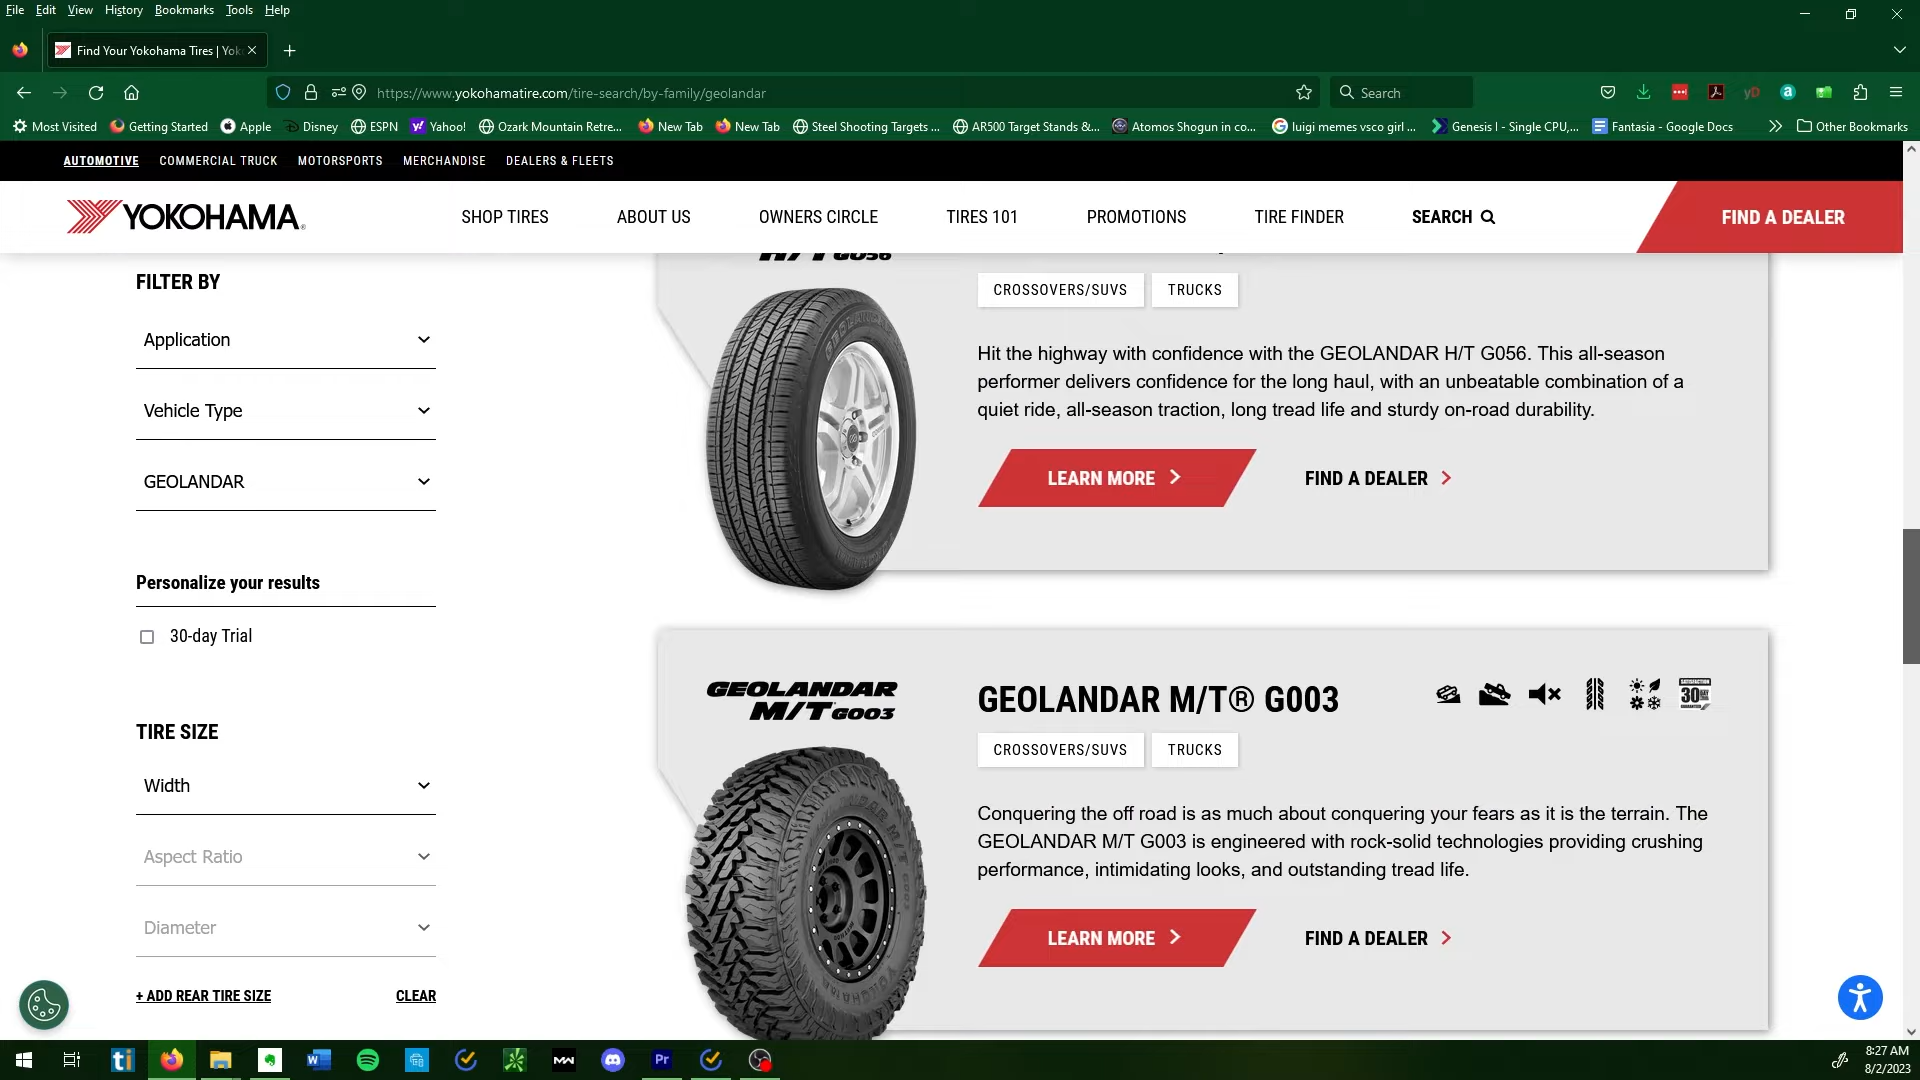 File Edit View History Bookmarks Tools Help
Find Your Yokohama Tires | Yok
https://www.yokohamatire.com/tire-search/by-family/geolandar
Search
Most Visited Getting Started Apple Disney ESPN Yahoo! Ozark Mountain Retre... New Tab New Tab Steel Shooting Targets ... AR500 Target Stands &... Atomos Shogun in co... luigi memes vsco girl ... Genesis I - Single CPU,... Fantasia - Google Docs Other Bookmarks
AUTOMOTIVE COMMERCIAL TRUCK MOTORSPORTS MERCHANDISE DEALERS & FLEETS
YOKOHAMA® SHOP TIRES ABOUT US OWNERS CIRCLE TIRES 101 PROMOTIONS TIRE FINDER SEARCH FIND A DEALER
FILTER BY
Application
Vehicle Type
GEOLANDAR
Personalize your results
30-day Trial
TIRE SIZE
Width
Aspect Ratio
Diameter
+ ADD REAR TIRE SIZE CLEAR
H/T G056
CROSSOVERS/SUVS TRUCKS
Hit the highway with confidence with the GEOLANDAR H/T G056. This all-season
performer delivers confidence for the long haul, with an unbeatable combination of a
quiet ride, all-season traction, long tread life and sturdy on-road durability.
LEARN MORE FIND A DEALER
GEOLANDAR
M/T G003
GEOLANDAR M/T® G003
30
CROSSOVERS/SUVS TRUCKS
Conquering the off road is as much about conquering your fears as it is the terrain. The
GEOLANDAR M/T G003 is engineered with rock-solid technologies providing crushing
performance, intimidating looks, and outstanding tread life.
LEARN MORE FIND A DEALER
8:27 AM
8/2/2023